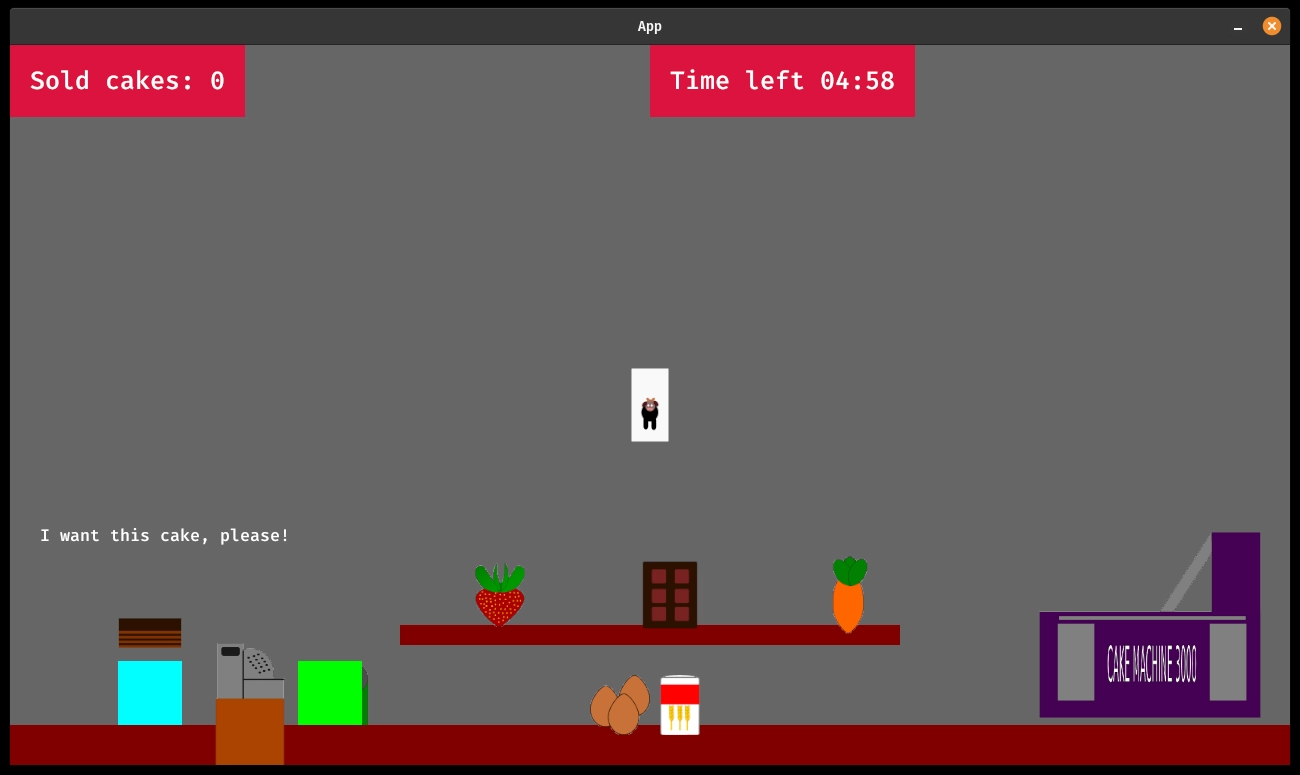 App
Sold cakes: 0
Time left 04:58
I want this cake, please!
CAKE MACHINE 3000